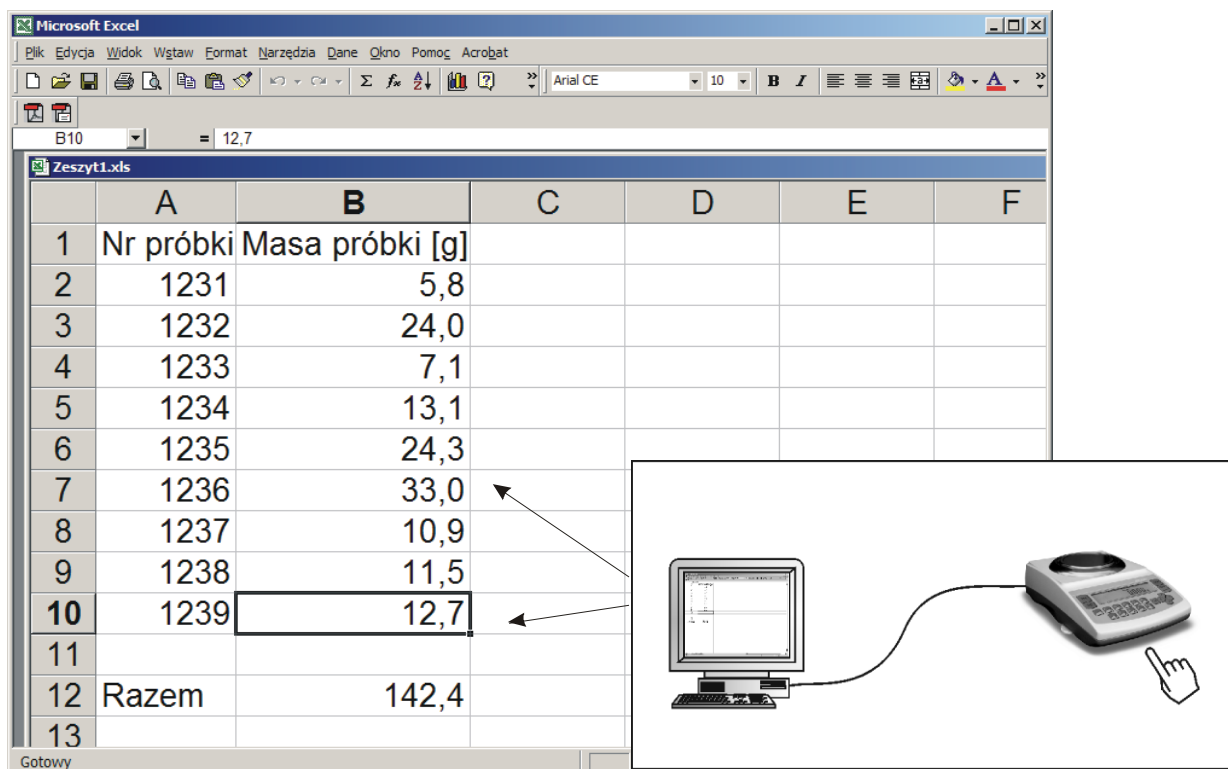 Microsoft Excel
Plik Edycja Widok Wstaw Format Narzędzia Dane Okno Pomoc Acrobat
Arial CE 10 B I
B10 = 12,7
Zeszyt1.xls
A B C D E F
1 Nr próbki Masa próbki [g]
2 1231 5,8
3 1232 24,0
4 1233 7,1
5 1234 13,1
6 1235 24,3
7 1236 33,0
8 1237 10,9
9 1238 11,5
10 1239 12,7
11
12 Razem 142,4
13
Gotowy